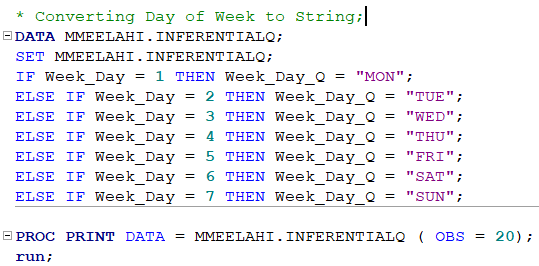 * Converting Day of Week to String;
DATA MMEELAHI.INFERENTIALQ;
SET MMEELAHI.INFERENTIALQ;
IF Week_Day = 1 THEN Week_Day_Q = "MON";
ELSE IF Week_Day = 2 THEN Week_Day_Q = "TUE";
ELSE IF Week_Day = 3 THEN Week_Day_Q = "WED";
ELSE IF Week_Day = 4 THEN Week_Day_Q = "THU";
ELSE IF Week_Day = 5 THEN Week_Day_Q = "FRI";
ELSE IF Week_Day = 6 THEN Week_Day_Q = "SAT";
ELSE IF Week_Day = 7 THEN Week_Day_Q = "SUN";
PROC PRINT DATA = MMEELAHI.INFERENTIALQ ( OBS = 20);
run;